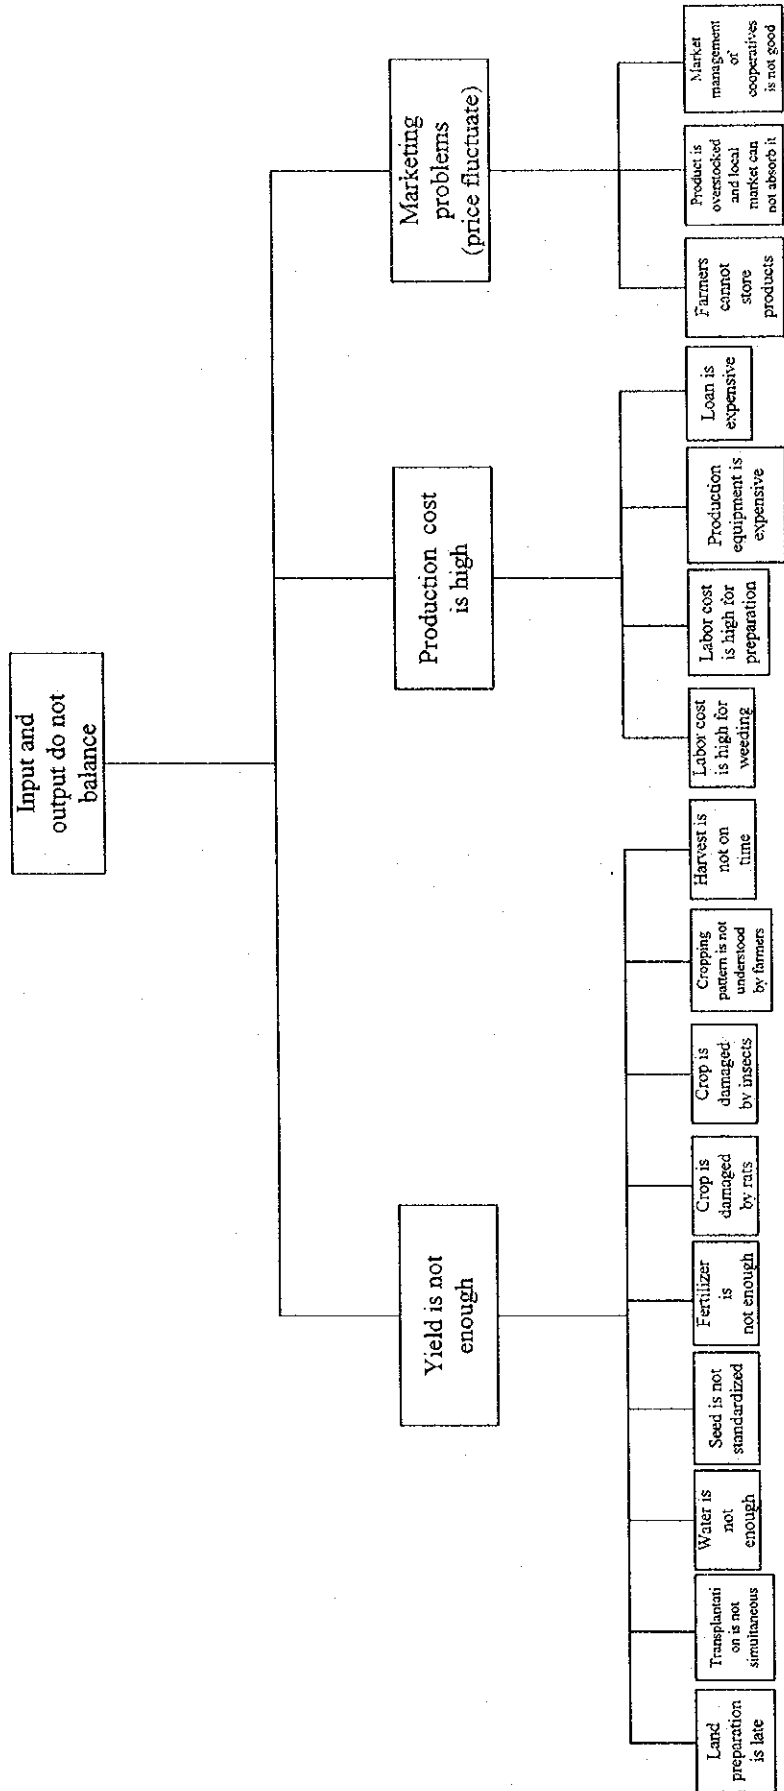 Input and
output do not
balance
Yield is not
enough
Production cost
is high
Marketing
problems
(price fluctuate)
Land
preparation
is late
Transplantati
on is not
simultaneous
Water is
not
enough
Seed is not
standardized
Fertilizer
is
not enough
Crop is
damaged
by rats
Crop is
damaged
by insects
Cropping
pattern is not
understood
by farmers
Harvest is
not on
time
Labor cost
is high for
weeding
Labor cost
is high for
preparation
Production
equipment is
expensive
Loan is
expensive
Farmers
cannot
store
products
Product is
overstocked
and local
market can
not absorb it
Market
management
of
cooperatives
is not good